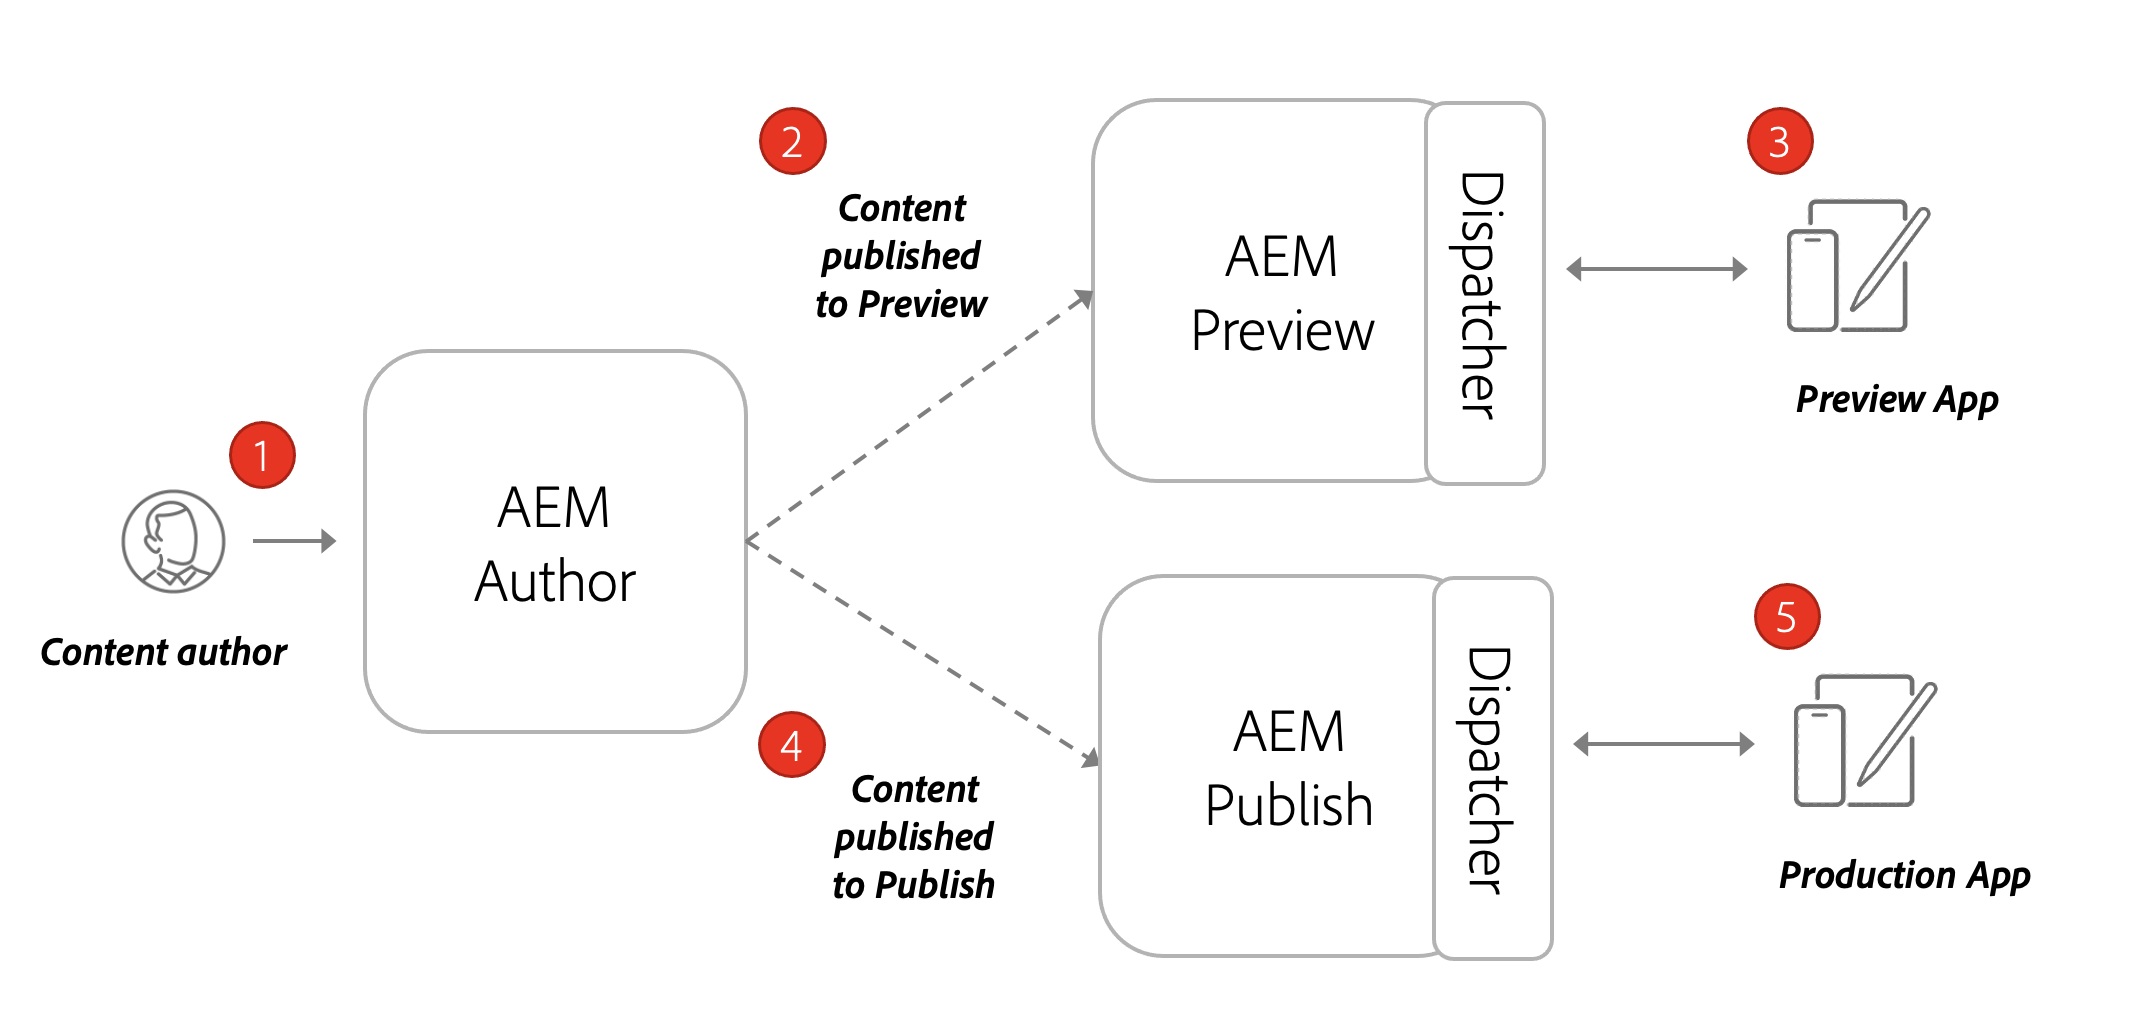 1
Content author
AEM
Author
2
Content
published
to Preview
AEM
Preview
Dispatcher
3
Preview App
4
Content
published
to Publish
AEM
Publish
Dispatcher
5
Production App